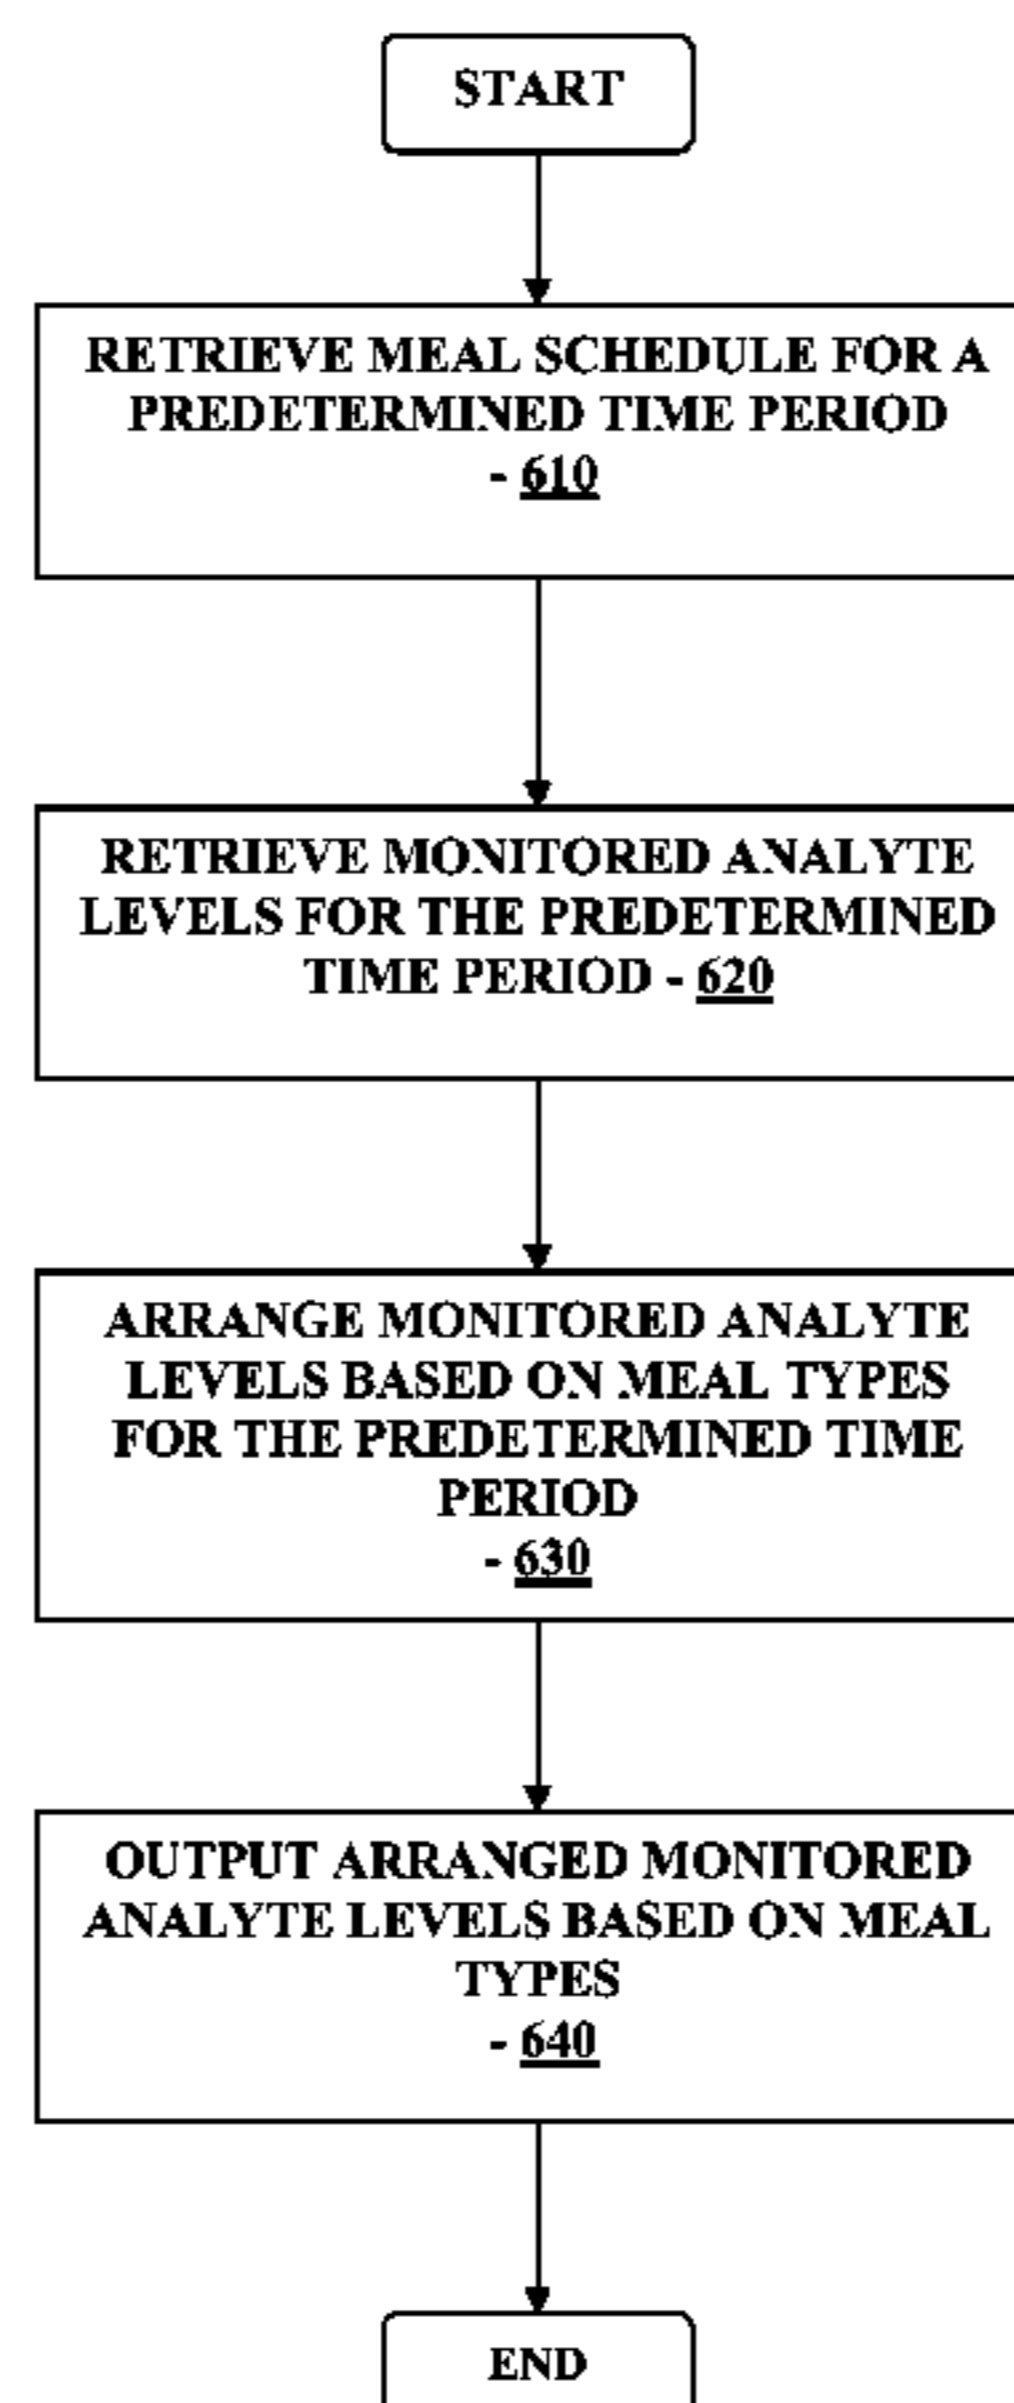 START
RETRIEVE MEAL SCHEDULE FOR A
PREDETERMINED TIME PERIOD
- 610
RETRIEVE MONITORED ANALYTE
LEVELS FOR THE PREDETERMINED
TIME PERIOD - 620
ARRANGE MONITORED ANALYTE
LEVELS BASED ON MEAL TYPES
FOR THE PREDETERMINED TIME
PERIOD
- 630
OUTPUT ARRANGED MONITORED
ANALYTE LEVELS BASED ON MEAL
TYPES
- 640
END